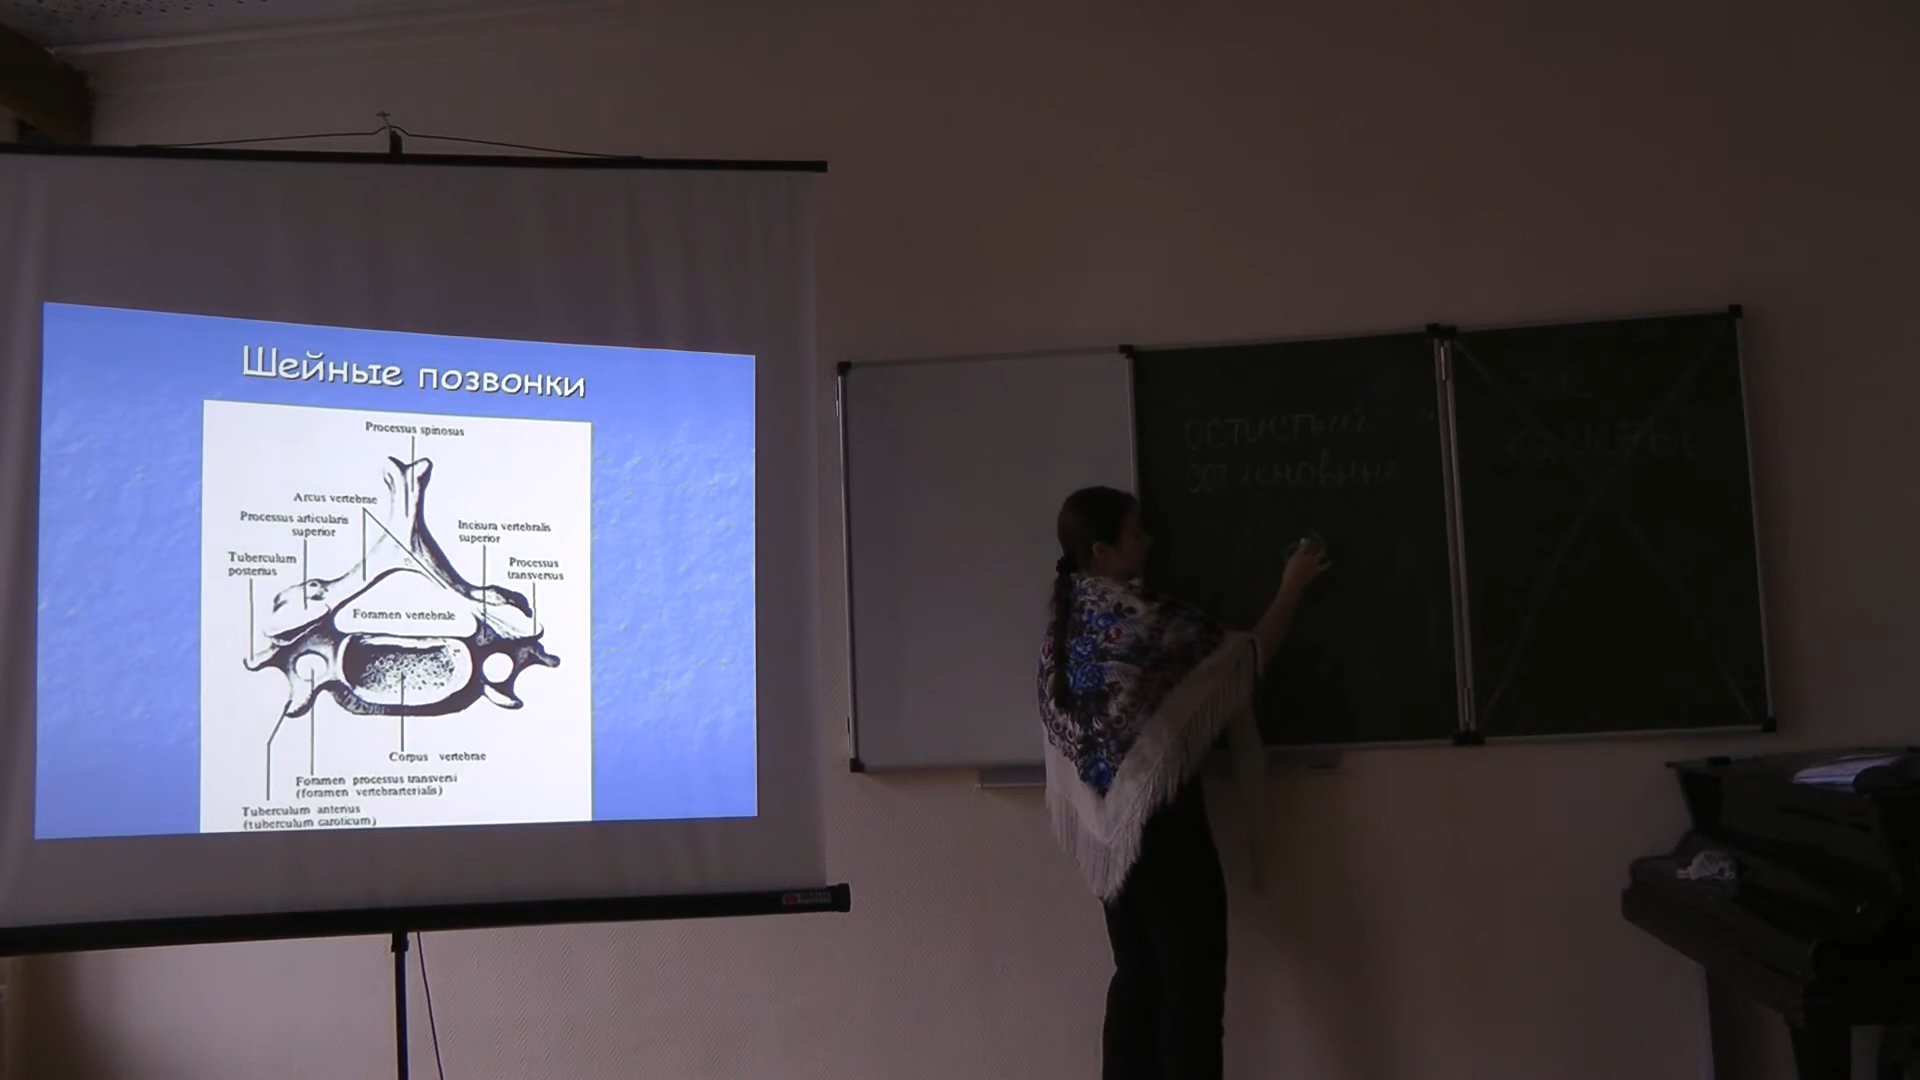 Шейные позвонки
Processus spinosus
Arcus vertebrae
Processus articularis
superior
Incisura vertebralis
superior
Tuberculum
posterius
Processus
transversus
Foramen vertebrale
Corpus vertebrae
Foramen processus transversi
(foramen vertebrarterialis)
Tuberculum anterius
(tuberculum caroticum)
остистый